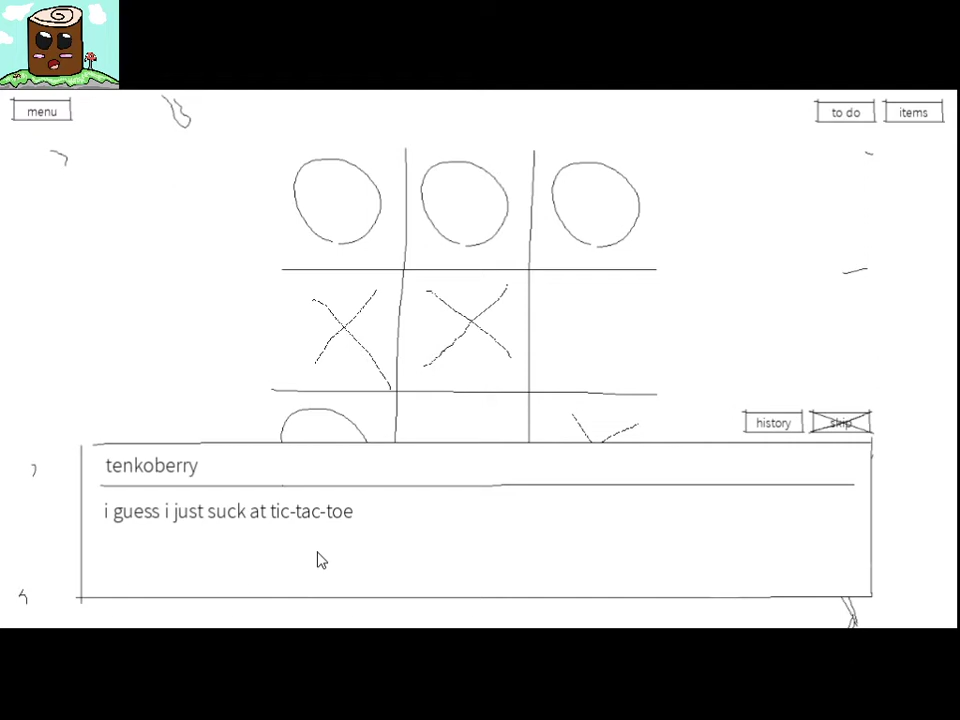 menu
to do
items
history
skip
tenkoberry
i guess i just suck at tic-tac-toe